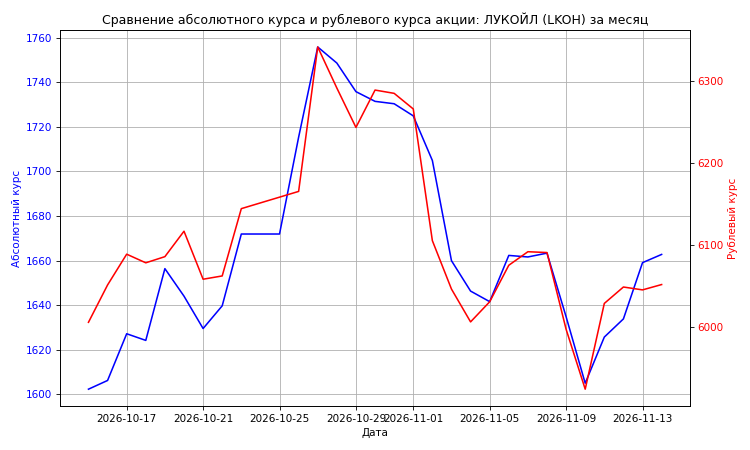 Сравнение абсолютного курса и рублевого курса акции: ЛУКОЙЛ (LKOH) за месяц
1760
1740
1720
1700
1680
1660
1640
1620
1600
Абсолютный курс
6300
6200
6100
6000
Рублевый курс
2026-10-17 2026-10-21 2026-10-25 2026-10-29 2026-11-01 2026-11-05 2026-11-09 2026-11-13
Дата